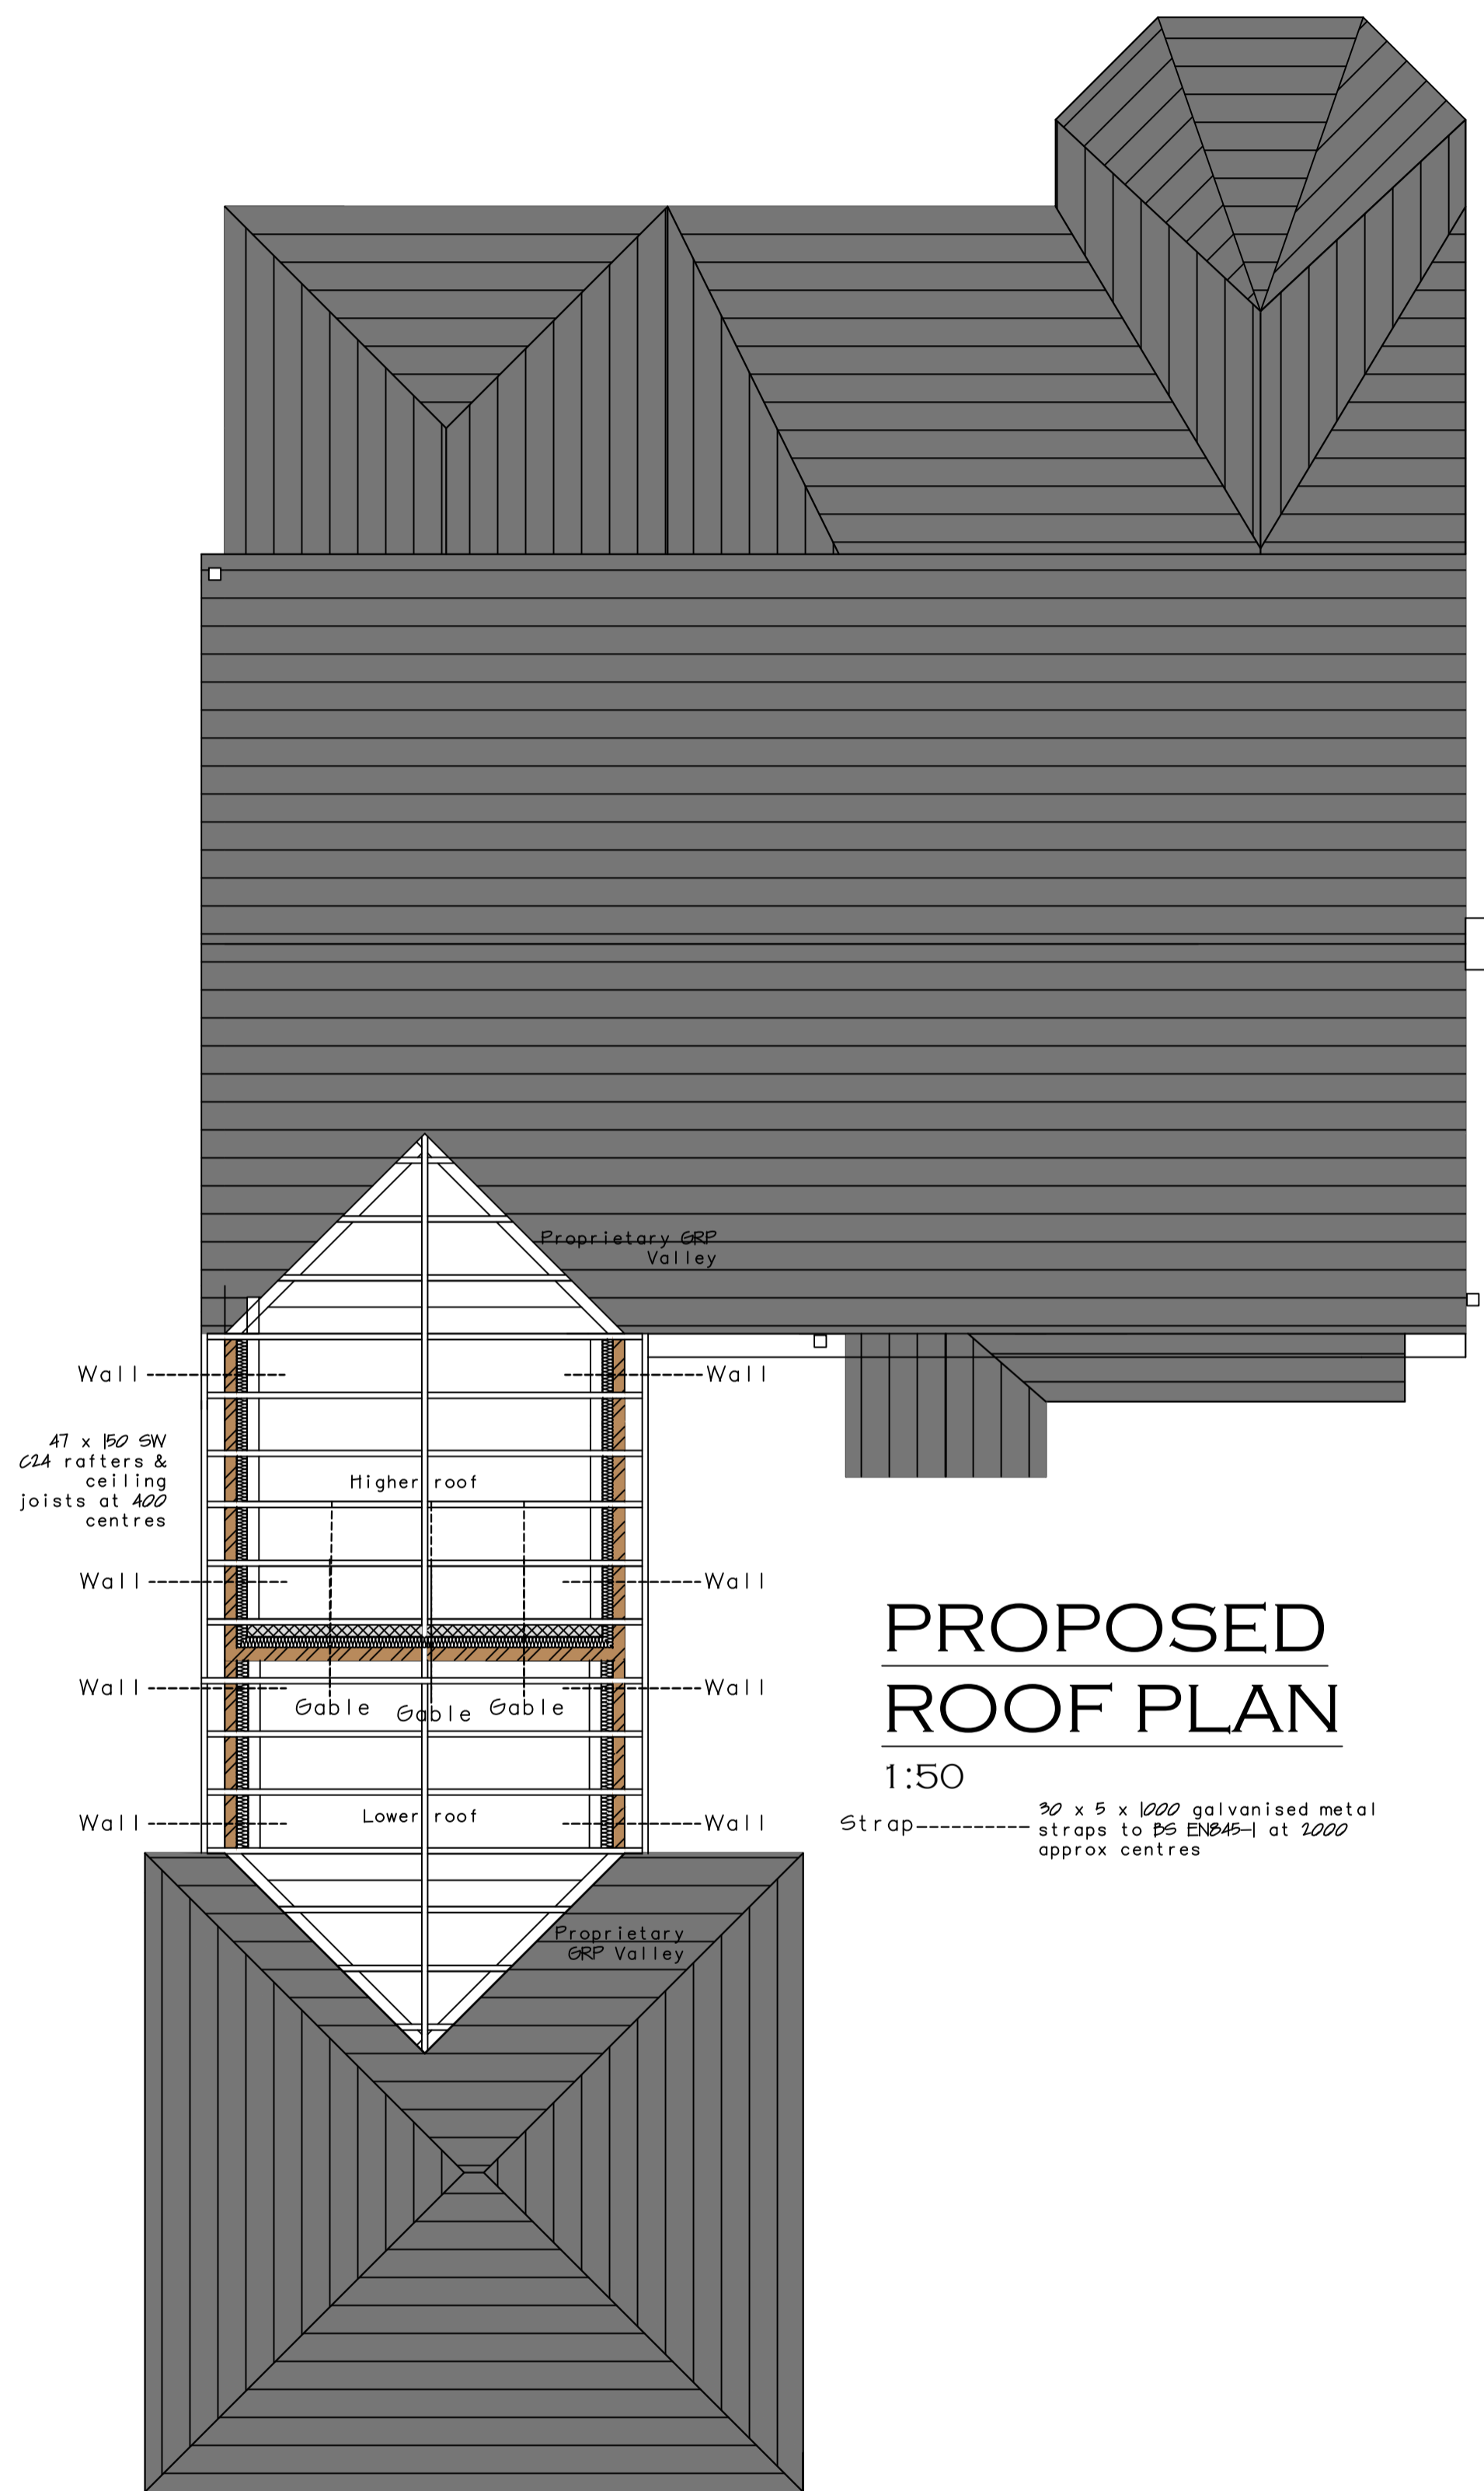 Proprietary GRP
Valley
Wall
Wall
47 x 150 SW
C24 rafters &
ceiling
joists at 400
centres
Higher roof
Wall
Wall
Wall
Wall
Gable
Gable
Gable
PROPOSED
ROOF PLAN
1:50
Lower roof
Wall
Wall
Strap
30 x 5 x 1000 galvanised metal
straps to BS EN845-1 at 2000
approx centres
Proprietary
GRP Valley